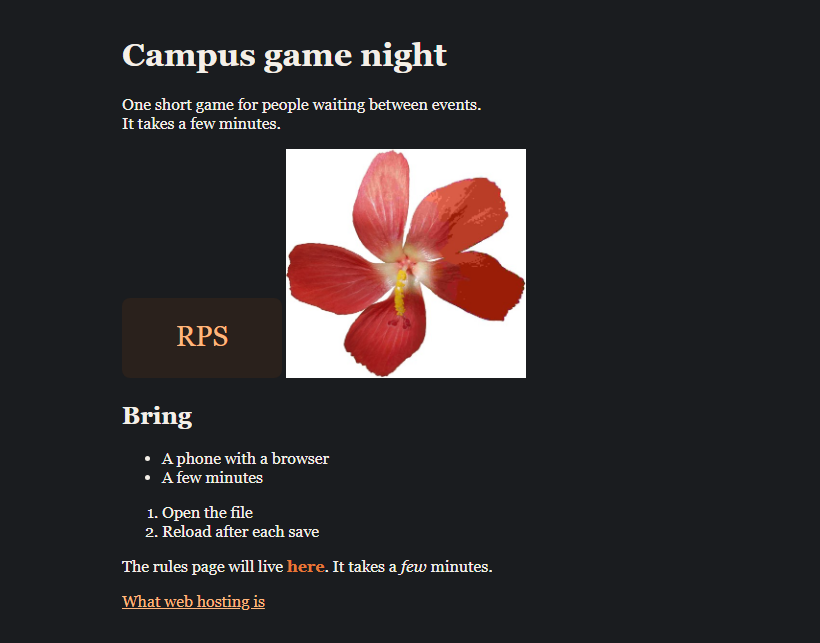 Campus game night
One short game for people waiting between events.
It takes a few minutes.
RPS
Bring
• A phone with a browser
• A few minutes
1. Open the file
2. Reload after each save
The rules page will live here. It takes a few minutes.
What web hosting is